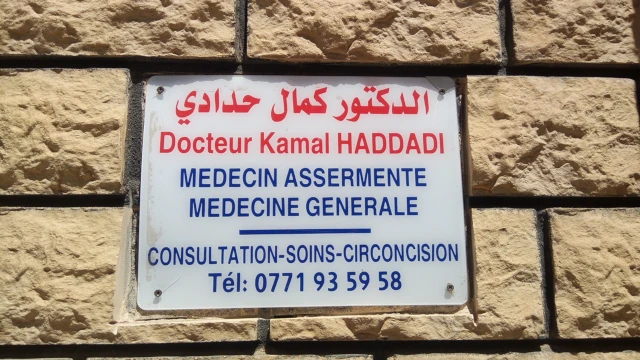 الدكتور كمال حدادي
Docteur Kamal HADDADI
MEDECIN ASSERMENTE
MEDECINE GENERALE
CONSULTATION-SOINS-CIRCONCISION
Tél: 0771 93 59 58